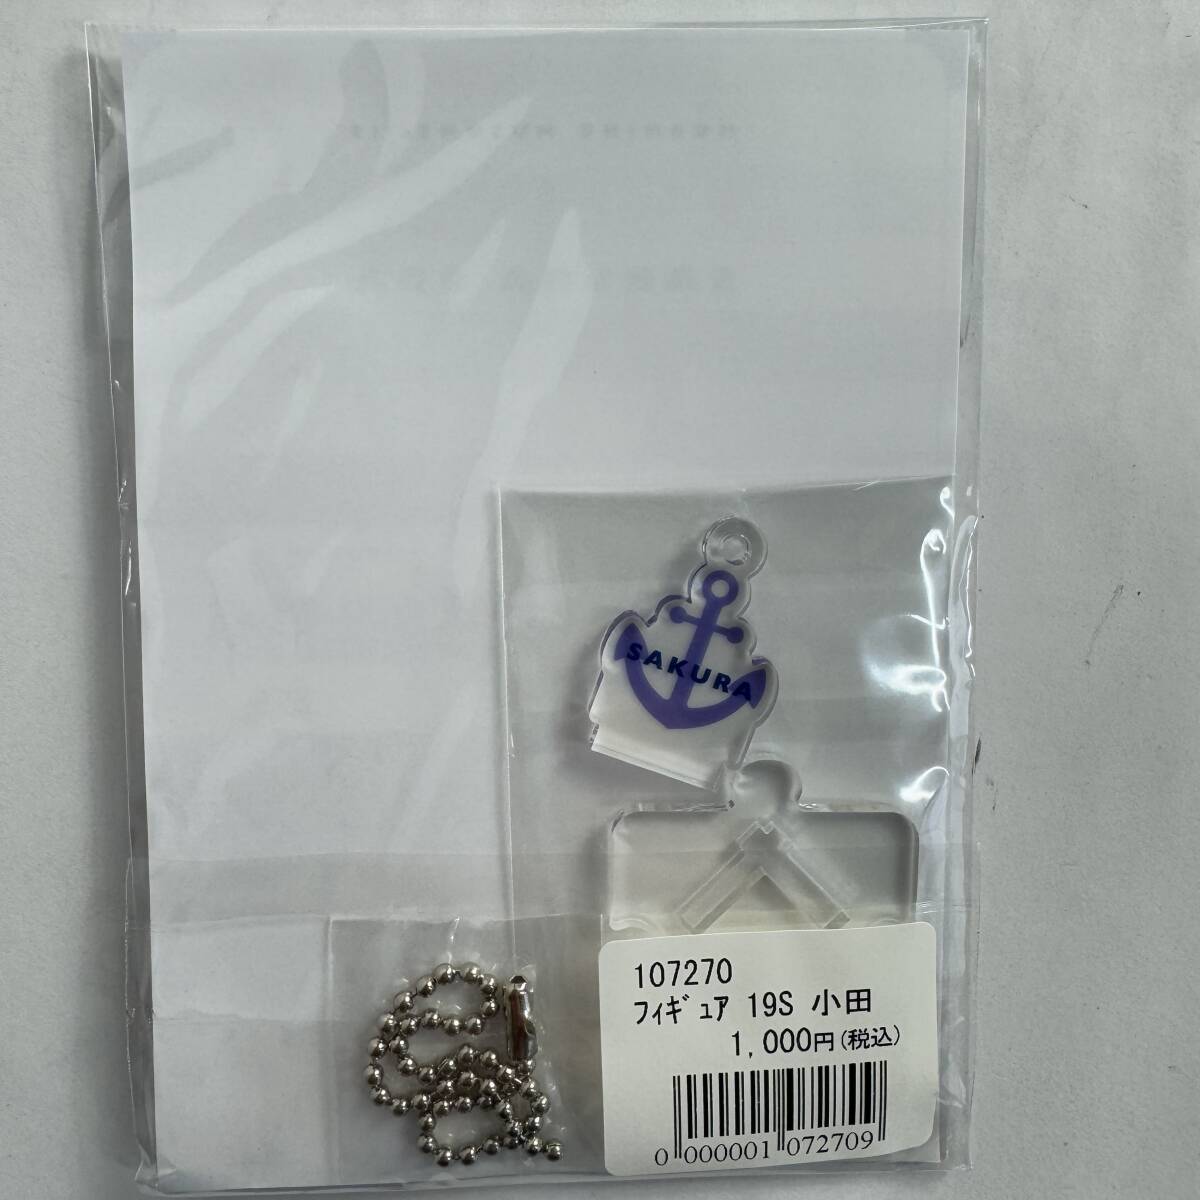 SAKURA
107270
ﾌｨｷﾞｭｱ 19S 小田
1,000円(税込)
0 000001 072709